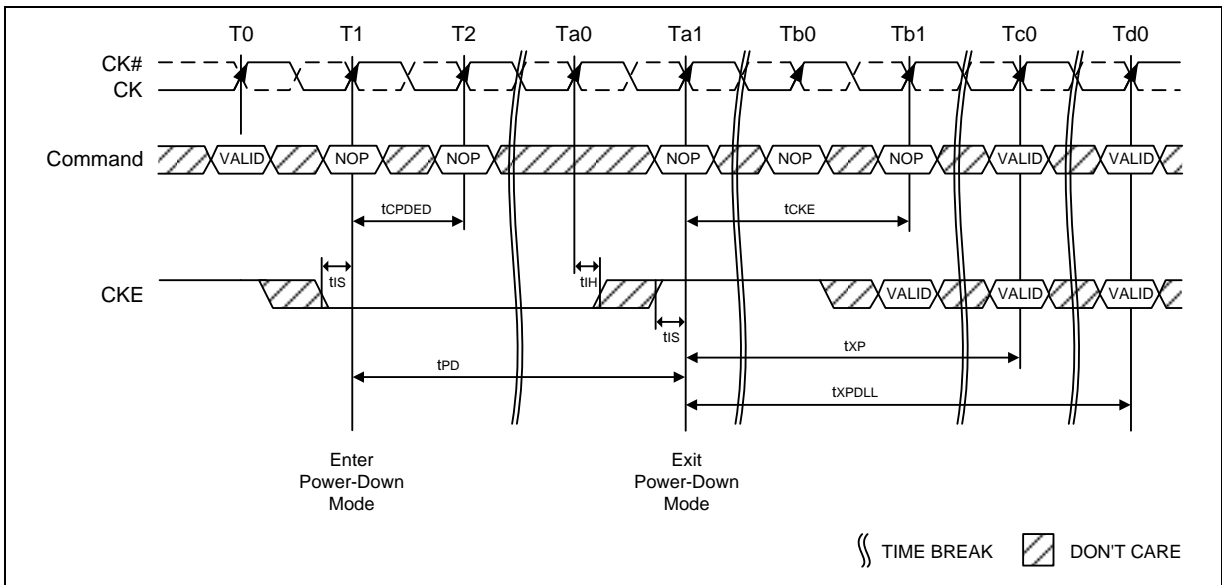 T0 T1 T2 Ta0 Ta1 Tb0 Tb1 Tc0 Td0
CK#
CK
Command VALID NOP NOP NOP NOP NOP VALID VALID
tCPDED tCKE
tIS tIH
CKE VALID VALID VALID
tIS
tXP
tPD
tXPDLL
Enter
Power-Down
Mode
Exit
Power-Down
Mode
TIME BREAK DON'T CARE